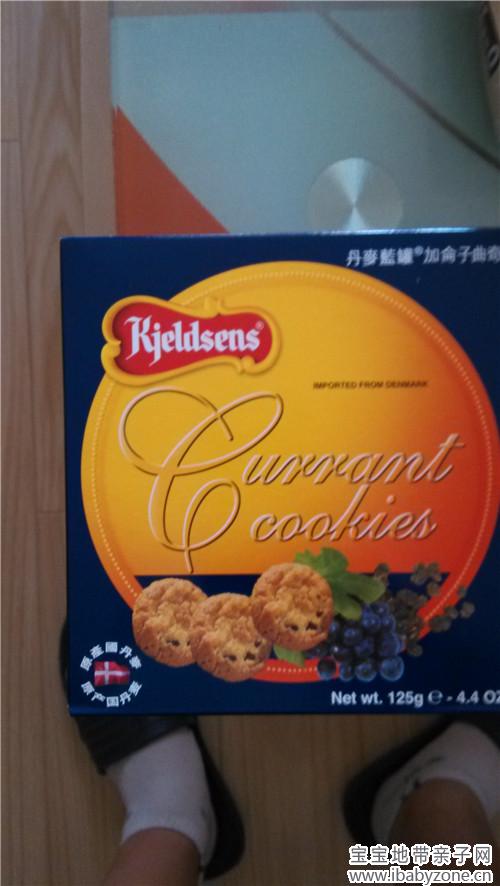 丹麥藍罐®加侖子曲奇
Kjeldsens®
IMPORTED FROM DENMARK
Currant
cookies
原產國丹麥
原产国丹麦
Net wt. 125g ℮ - 4.4 OZ
宝宝地带亲子网
www.ibabyzone.cn